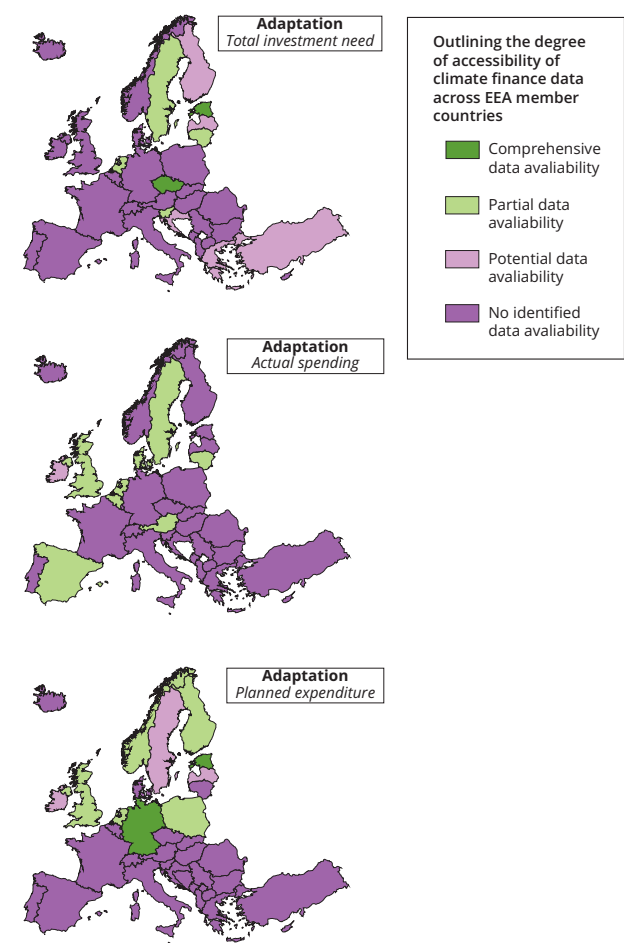 Adaptation
Total investment need
Outlining the degree
of accessibility of
climate finance data
across EEA member
countries
Comprehensive
data avaliability
Partial data
avaliability
Potential data
avaliability
No identified
data avaliability
Adaptation
Actual spending
Adaptation
Planned expenditure